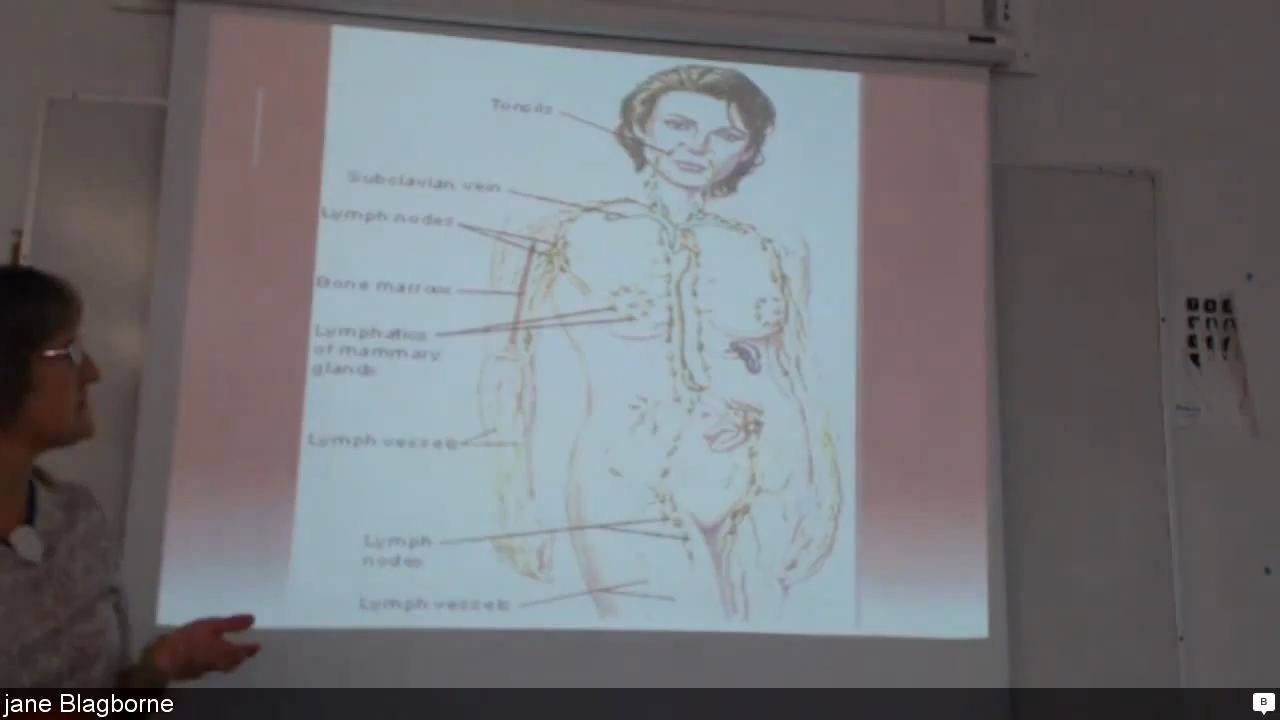 Tonsils
Subclavian vein
Lymph nodes
Bone marrow
Lymphatics
of mammary
glands
Lymph vessels
Lymph
nodes
Lymph vessels
jane Blagborne
B